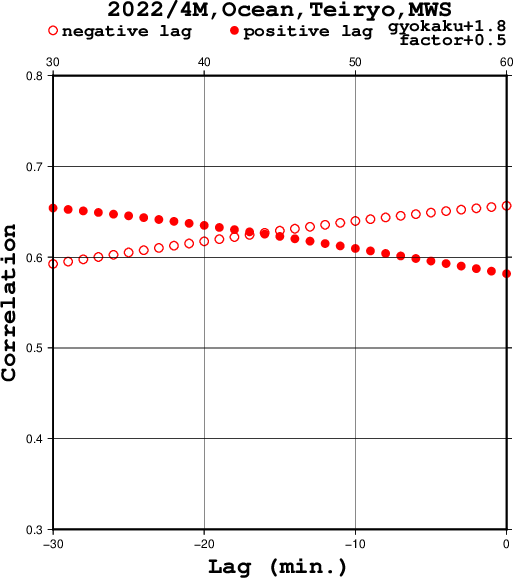 2022/4M,Ocean,Teiryo,MWS
negative lag positive lag gyokaku+1.8
factor+0.5
30 40 50 60
0.8
0.7
0.6
0.5
0.4
0.3
Correlation
−30 −20 −10 0
Lag (min.)